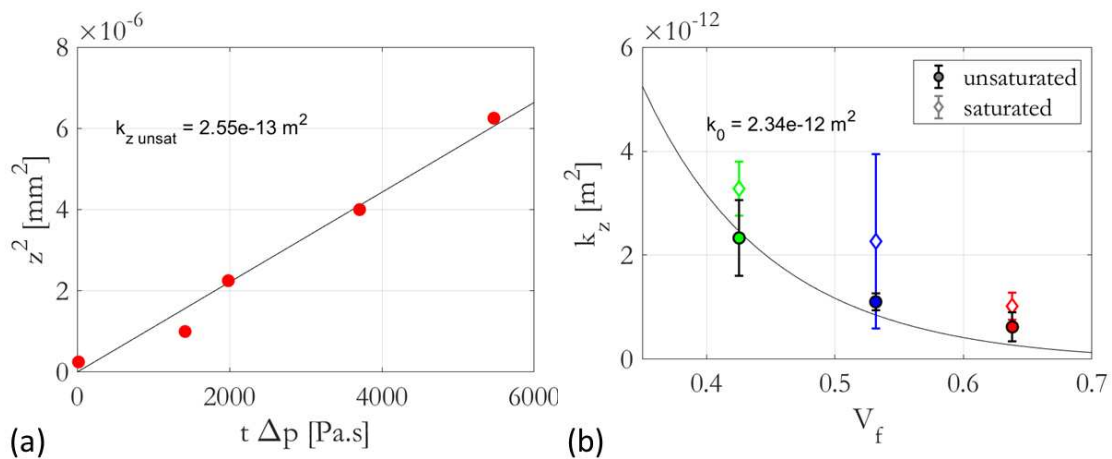 ×10⁻⁶
8
6
4
2
0
z² [mm²]
k_z unsat = 2.55e-13 m²
0 2000 4000 6000
t Δp [Pa.s]
(a)
×10⁻¹²
6
4
2
0
k_z [m²]
k₀ = 2.34e-12 m²
unsaturated
saturated
0.4 0.5 0.6 0.7
V_f
(b)